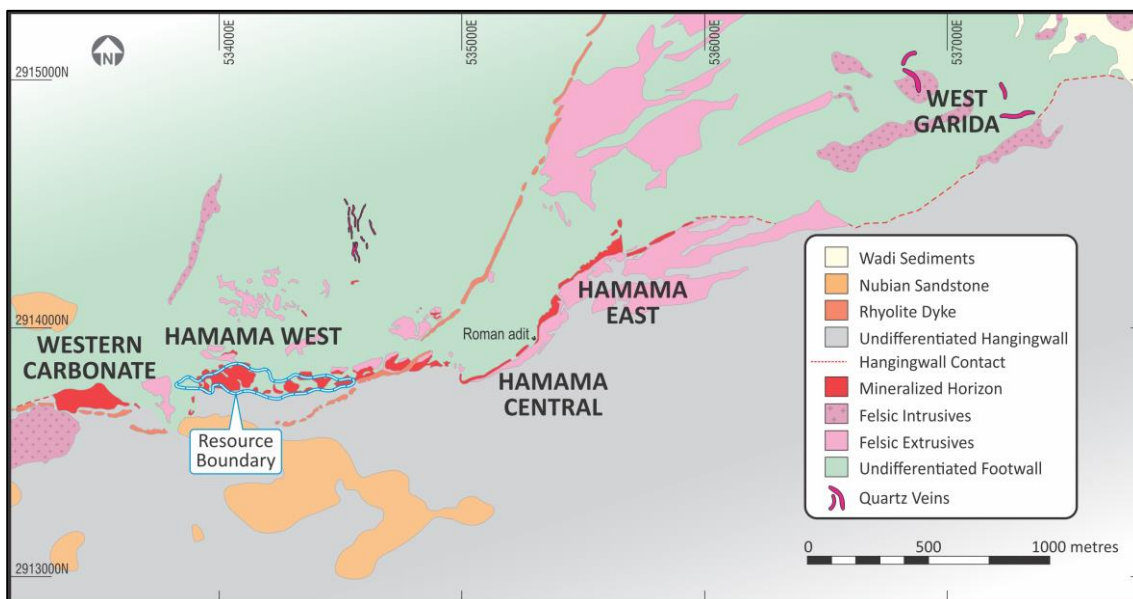 N
534000E
535000E
536000E
537000E
2915000N
WEST
GARIDA
2914000N
HAMAMA WEST
WESTERN
CARBONATE
HAMAMA
EAST
Roman adit
HAMAMA
CENTRAL
Resource
Boundary
2913000N
Wadi Sediments
Nubian Sandstone
Rhyolite Dyke
Undifferentiated Hangingwall
Hangingwall Contact
Mineralized Horizon
Felsic Intrusives
Felsic Extrusives
Undifferentiated Footwall
Quartz Veins
0 500 1000 metres